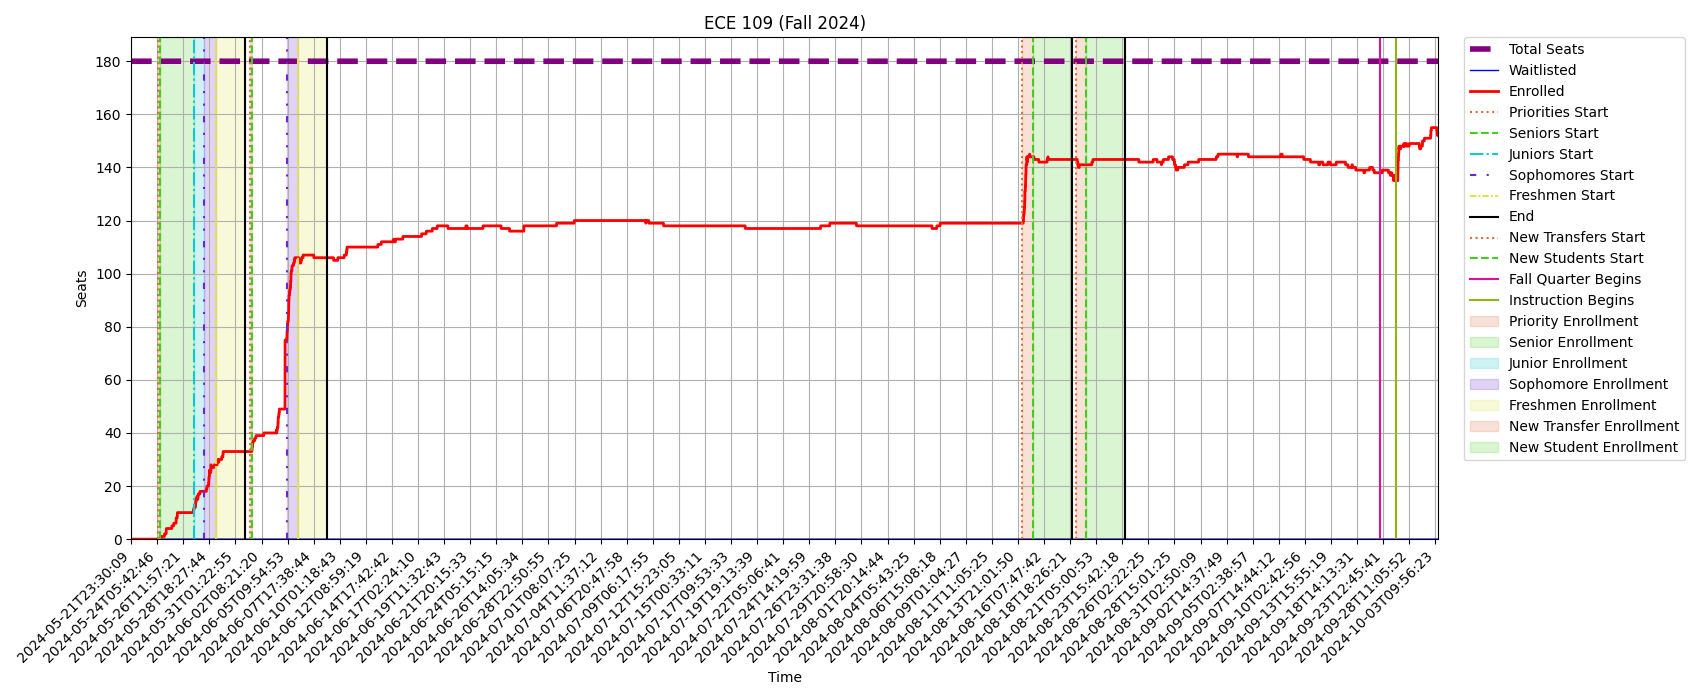 ECE 109 (Fall 2024)
Seats
180
160
140
120
100
80
60
40
20
0
2024-05-21T23:30:09
2024-05-24T05:42:46
2024-05-26T11:57:21
2024-05-28T18:27:44
2024-05-31T01:22:55
2024-06-02T08:21:20
2024-06-05T09:54:53
2024-06-07T17:38:44
2024-06-10T01:18:43
2024-06-12T08:59:19
2024-06-14T17:42:42
2024-06-17T00:24:10
2024-06-19T11:32:43
2024-06-21T20:15:33
2024-06-24T05:15:15
2024-06-26T14:05:34
2024-06-28T22:50:55
2024-07-01T08:07:25
2024-07-04T11:37:12
2024-07-06T20:47:58
2024-07-09T06:17:55
2024-07-12T15:23:05
2024-07-15T00:33:11
2024-07-17T09:53:33
2024-07-19T19:13:39
2024-07-22T05:06:41
2024-07-24T14:19:59
2024-07-26T23:31:38
2024-07-29T20:58:30
2024-08-01T20:14:44
2024-08-04T05:43:25
2024-08-06T15:08:18
2024-08-09T01:04:27
2024-08-11T11:05:25
2024-08-13T21:01:50
2024-08-16T07:47:42
2024-08-18T18:26:21
2024-08-21T05:00:53
2024-08-23T15:42:18
2024-08-26T02:22:25
2024-08-28T15:01:25
2024-08-31T02:50:09
2024-09-02T14:37:49
2024-09-05T02:38:57
2024-09-07T14:44:12
2024-09-10T02:42:56
2024-09-13T15:55:19
2024-09-18T14:13:31
2024-09-23T12:45:41
2024-09-28T11:05:52
2024-10-03T09:56:23
Time
Total Seats
Waitlisted
Enrolled
Priorities Start
Seniors Start
Juniors Start
Sophomores Start
Freshmen Start
End
New Transfers Start
New Students Start
Fall Quarter Begins
Instruction Begins
Priority Enrollment
Senior Enrollment
Junior Enrollment
Sophomore Enrollment
Freshmen Enrollment
New Transfer Enrollment
New Student Enrollment